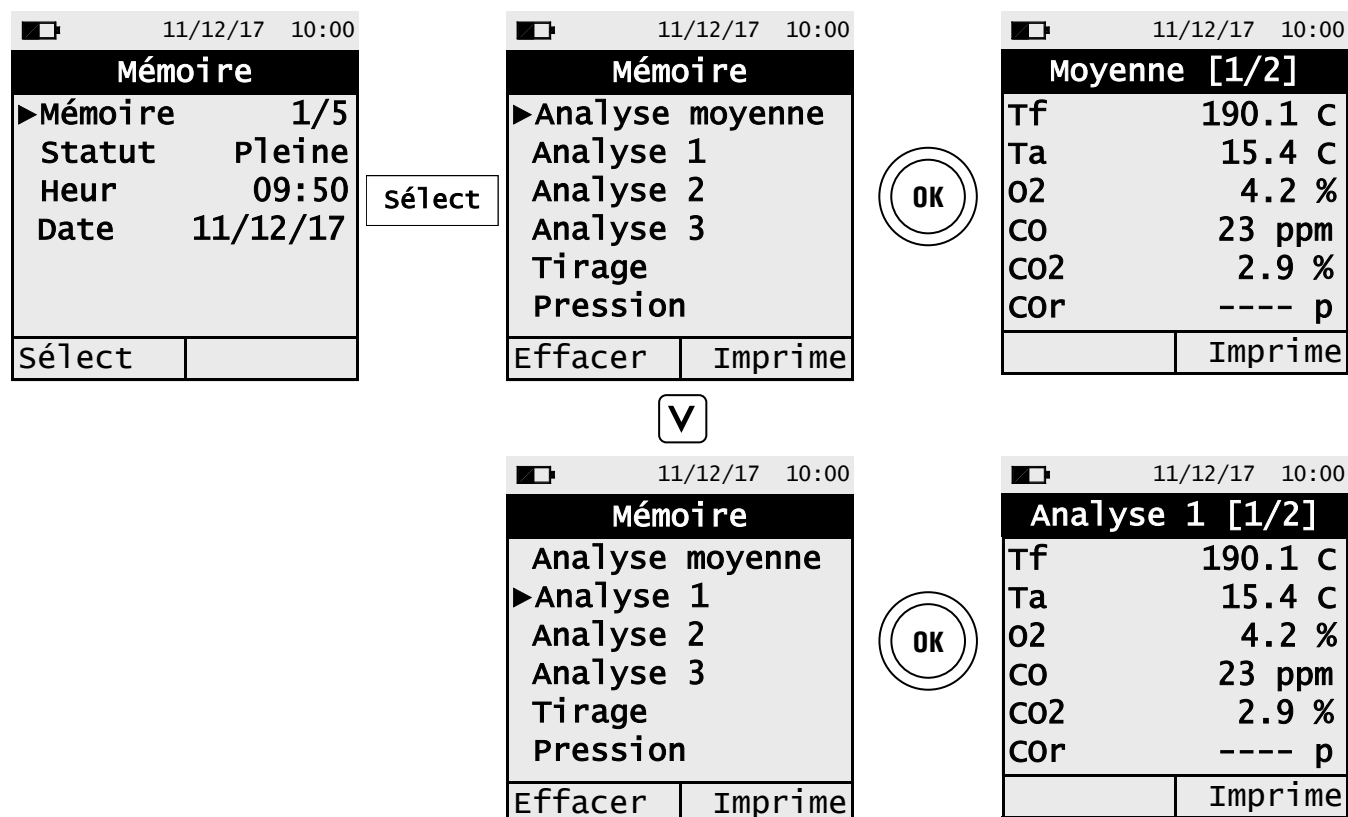 11/12/17 10:00
Mémoire
►Mémoire 1/5
Statut Pleine
Heur 09:50
Date 11/12/17
Sélect
Sélect
11/12/17 10:00
Mémoire
►Analyse moyenne
Analyse 1
Analyse 2
Analyse 3
Tirage
Pression
Effacer Imprime
OK
11/12/17 10:00
Moyenne [1/2]
Tf 190.1 C
Ta 15.4 C
O2 4.2 %
CO 23 ppm
CO2 2.9 %
COr ---- p
Imprime
V
11/12/17 10:00
Mémoire
Analyse moyenne
►Analyse 1
Analyse 2
Analyse 3
Tirage
Pression
Effacer Imprime
OK
11/12/17 10:00
Analyse 1 [1/2]
Tf 190.1 C
Ta 15.4 C
O2 4.2 %
CO 23 ppm
CO2 2.9 %
COr ---- p
Imprime